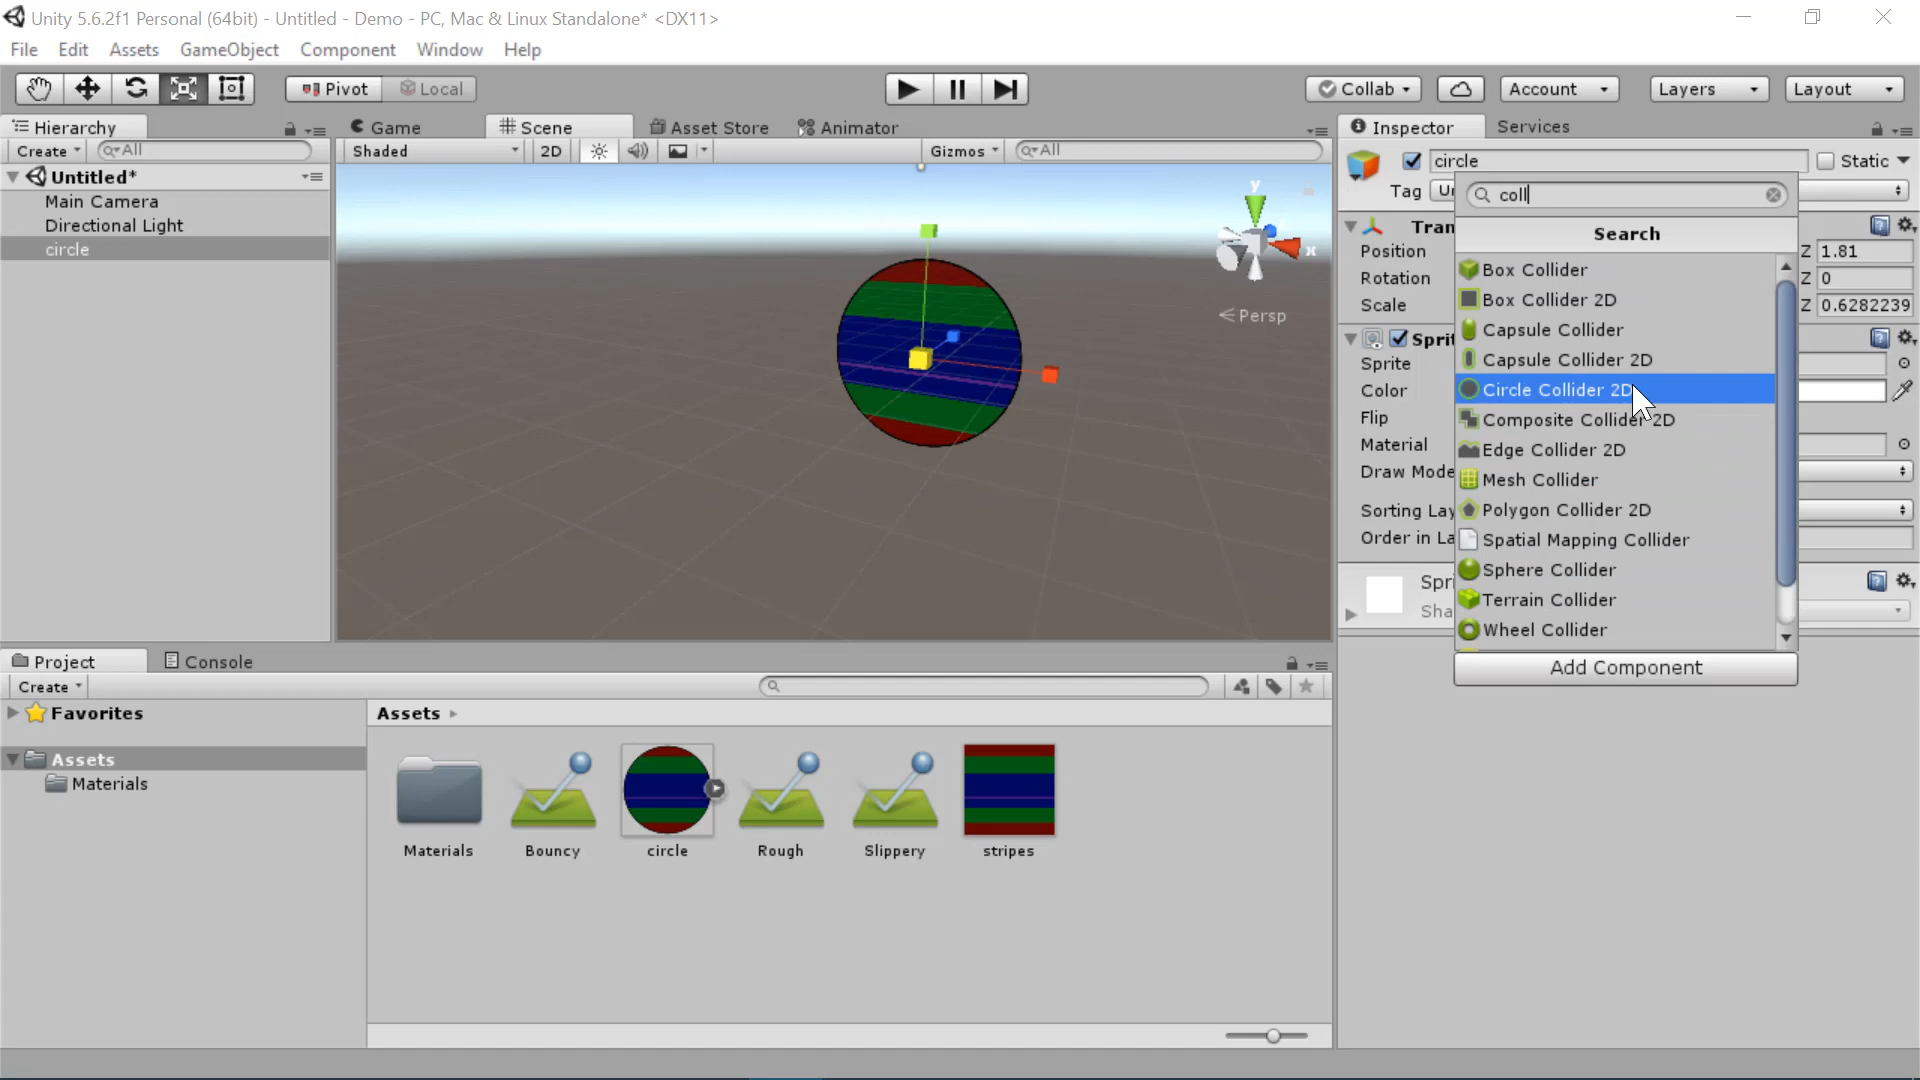 Unity 5.6.2f1 Personal (64bit) - Untitled - Demo - PC, Mac & Linux Standalone* <DX11>
File Edit Assets GameObject Component Window Help
Pivot Local Collab Account Layers Layout
Hierarchy Game Scene Asset Store Animator Inspector Services
Create All Shaded 2D Gizmos All
circle Static
Untitled*
Tag
coll
Main Camera
Directional Light
circle
Search
Position Z 1.81
Rotation Z 0
Scale Z 0.6282239
y
x
Persp
Box Collider
Box Collider 2D
Capsule Collider
Capsule Collider 2D
Circle Collider 2D
Composite Collider 2D
Edge Collider 2D
Mesh Collider
Polygon Collider 2D
Spatial Mapping Collider
Sphere Collider
Terrain Collider
Wheel Collider
Add Component
Sprite
Color
Flip
Material
Draw Mode
Sorting Lay
Order in La
Project Console
Create
Favorites
Assets
Assets
Materials
Materials Bouncy circle Rough Slippery stripes